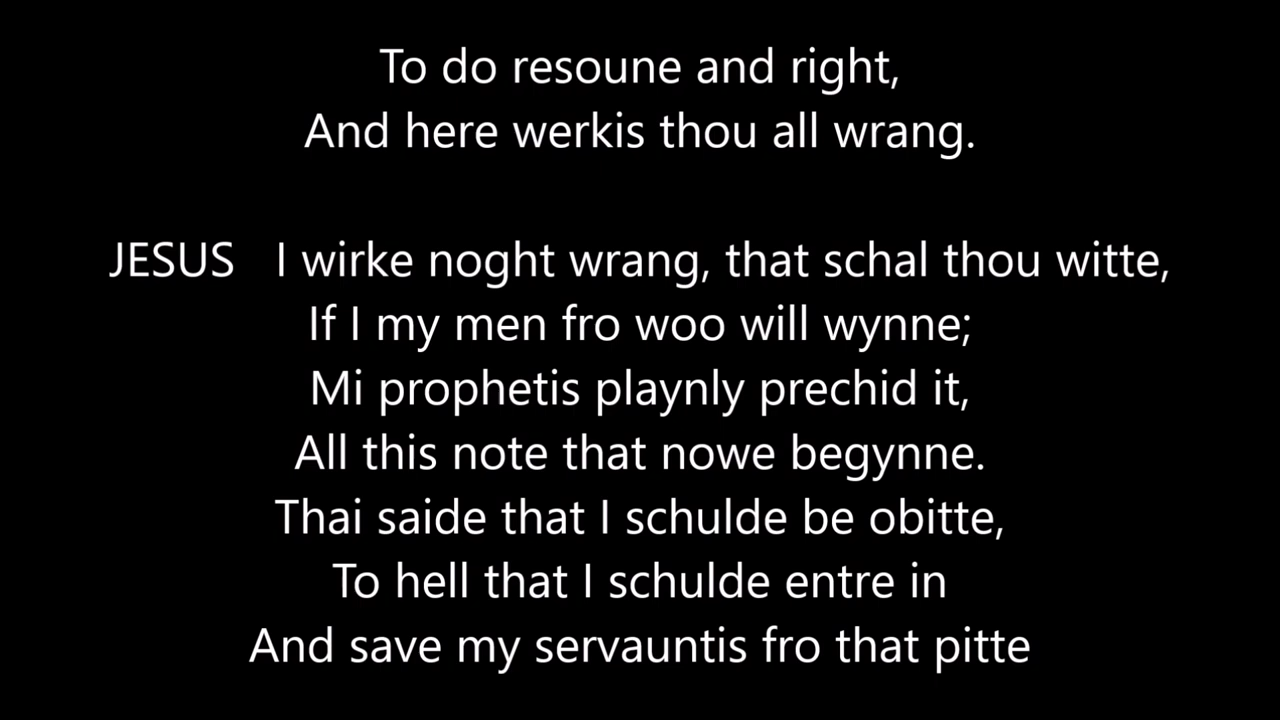 To do resoune and right,
And here werkis thou all wrang.
JESUS I wirke noght wrang, that schal thou witte,
If I my men fro woo will wynne;
Mi prophetis playnly prechid it,
All this note that nowe begynne.
Thai saide that I schulde be obitte,
To hell that I schulde entre in
And save my servauntis fro that pitte